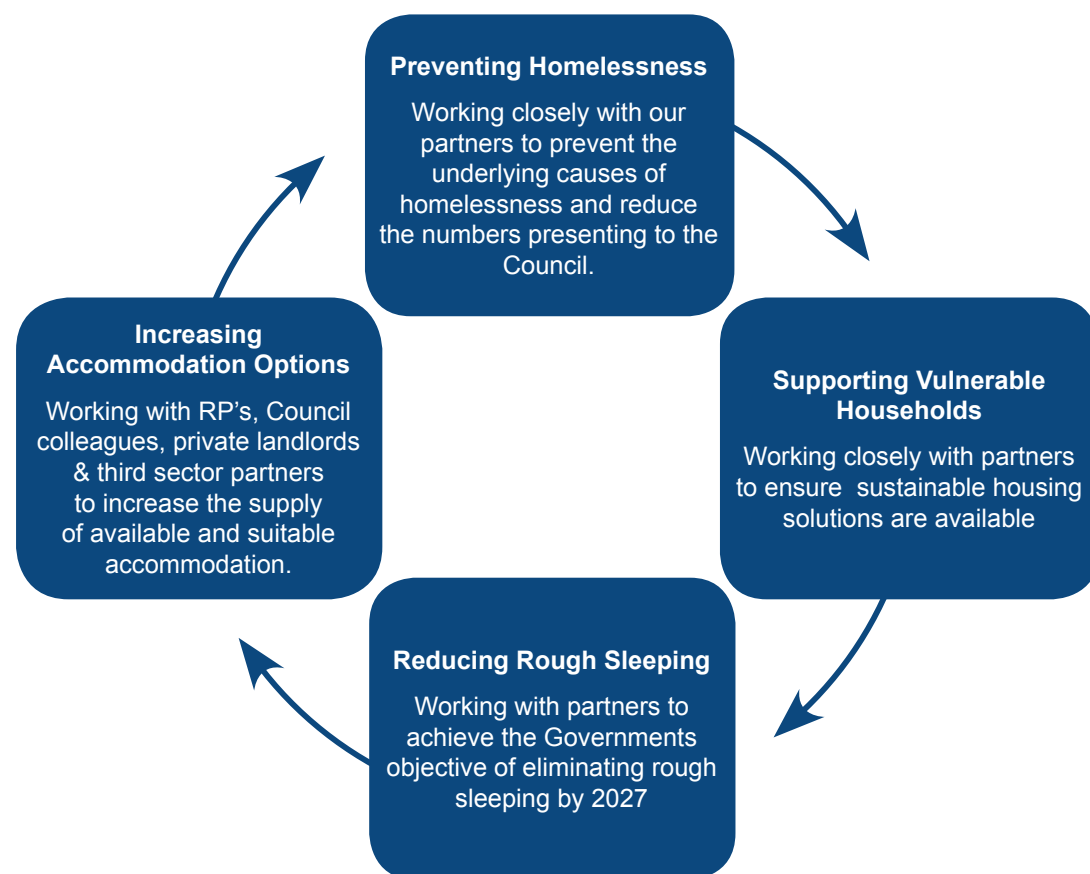 Preventing Homelessness
Working closely with our
partners to prevent the
underlying causes of
homelessness and reduce
the numbers presenting to the
Council.
Supporting Vulnerable
Households
Working closely with partners
to ensure  sustainable housing
solutions are available
Reducing Rough Sleeping
Working with partners to
achieve the Governments
objective of eliminating rough
sleeping by 2027
Increasing
Accommodation Options
Working with RP’s, Council
colleagues, private landlords
& third sector partners
to increase the supply
of available and suitable
accommodation.